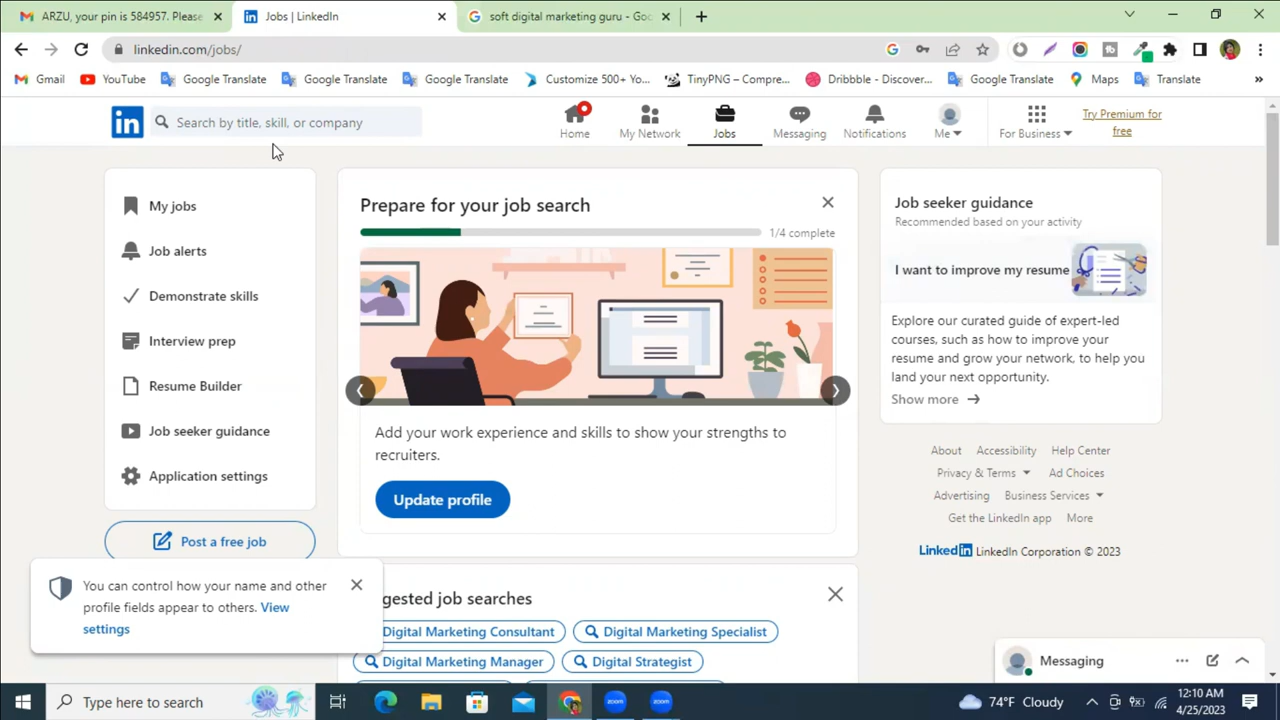 ARZU, your pin is 584957. Please
Jobs | LinkedIn
soft digital marketing guru - Goo
linkedin.com/jobs/
Gmail
YouTube
Google Translate
Google Translate
Google Translate
Customize 500+ Yo...
TinyPNG – Compre...
Dribbble - Discover...
Google Translate
Maps
Translate
»
in
Search by title, skill, or company
Home
My Network
Jobs
Messaging
Notifications
Me
For Business
Try Premium for
free
My jobs
Job alerts
Demonstrate skills
Interview prep
Resume Builder
Job seeker guidance
Application settings
Post a free job
Prepare for your job search
1/4 complete
Add your work experience and skills to show your strengths to
recruiters.
Update profile
Job seeker guidance
Recommended based on your activity
I want to improve my resume
Explore our curated guide of expert-led
courses, such as how to improve your
resume and grow your network, to help you
land your next opportunity.
Show more
About Accessibility Help Center
Privacy & Terms Ad Choices
Advertising Business Services
Get the LinkedIn app More
LinkedIn LinkedIn Corporation © 2023
You can control how your name and other
profile fields appear to others. View
settings
gested job searches
Digital Marketing Consultant
Digital Marketing Specialist
Digital Marketing Manager
Digital Strategist
Messaging
Type here to search
zoom
zoom
74°F Cloudy
12:10 AM
4/25/2023